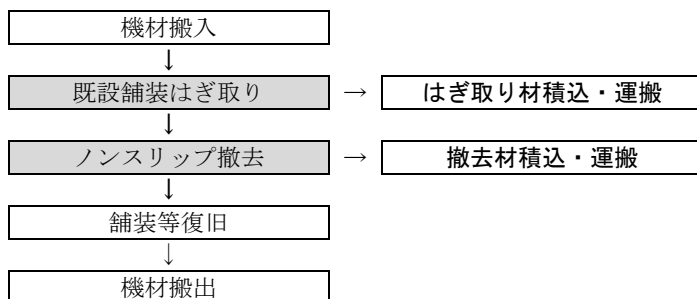 機材搬入
↓
既設舗装はぎ取り → はぎ取り材積込・運搬
↓
ノンスリップ撤去 → 撤去材積込・運搬
↓
舗装等復旧
↓
機材搬出